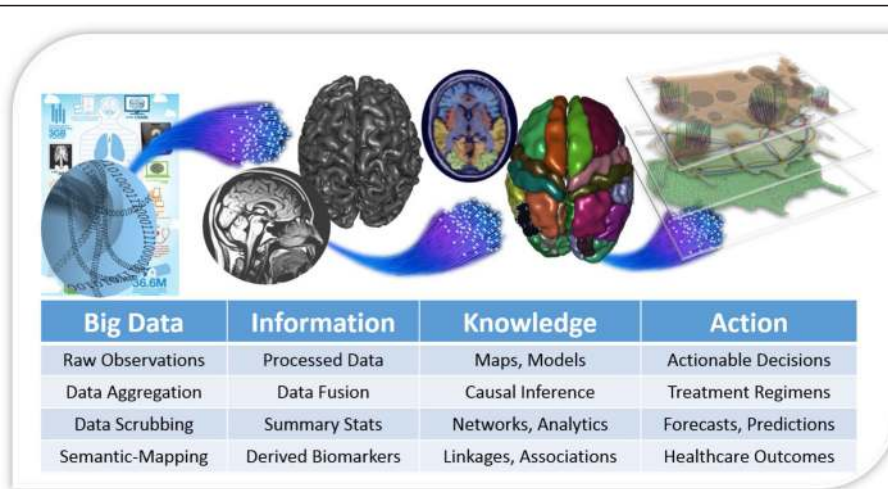 3GB
36.6M
Big Data Information Knowledge Action
Raw Observations Processed Data Maps, Models Actionable Decisions
Data Aggregation Data Fusion Causal Inference Treatment Regimens
Data Scrubbing Summary Stats Networks, Analytics Forecasts, Predictions
Semantic-Mapping Derived Biomarkers Linkages, Associations Healthcare Outcomes